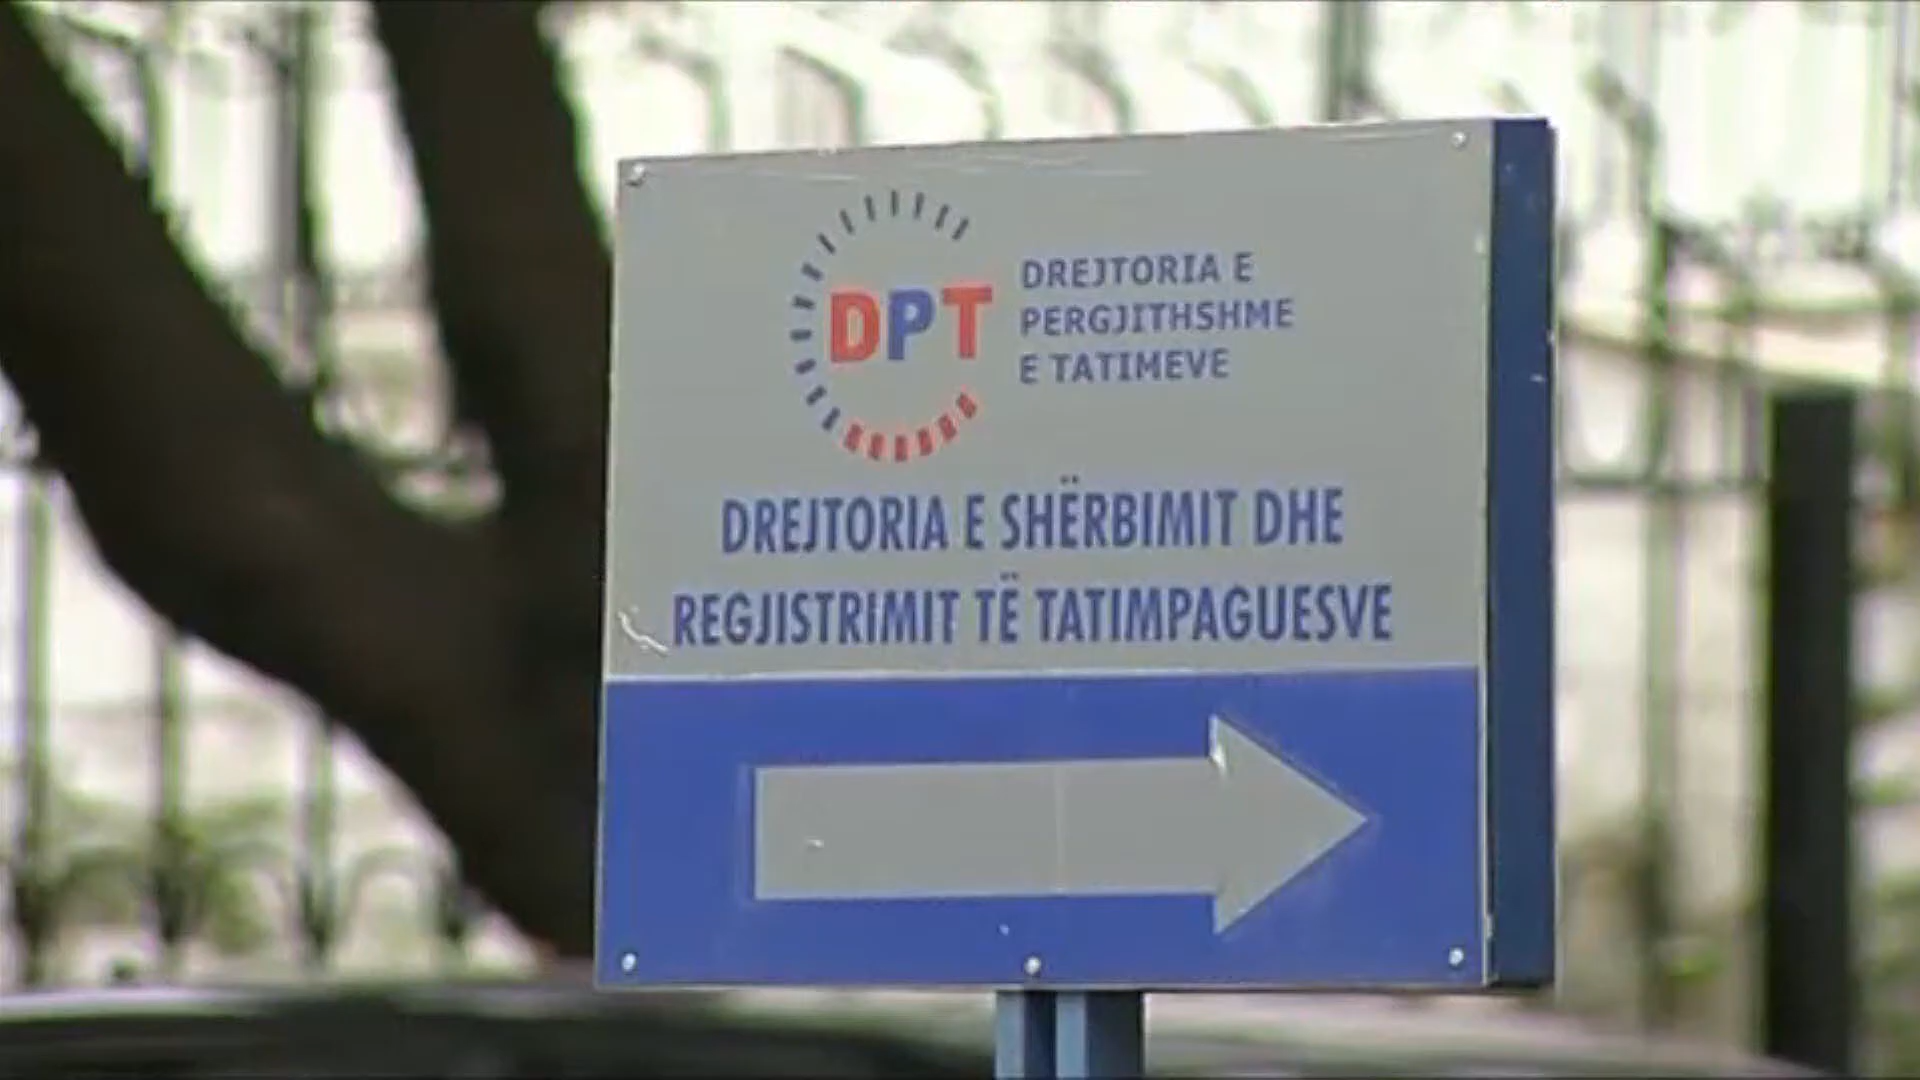 DPT
DREJTORIA E
PERGJITHSHME
E TATIMEVE
DREJTORIA E SHËRBIMIT DHE
REGJISTRIMIT TË TATIMPAGUESVE